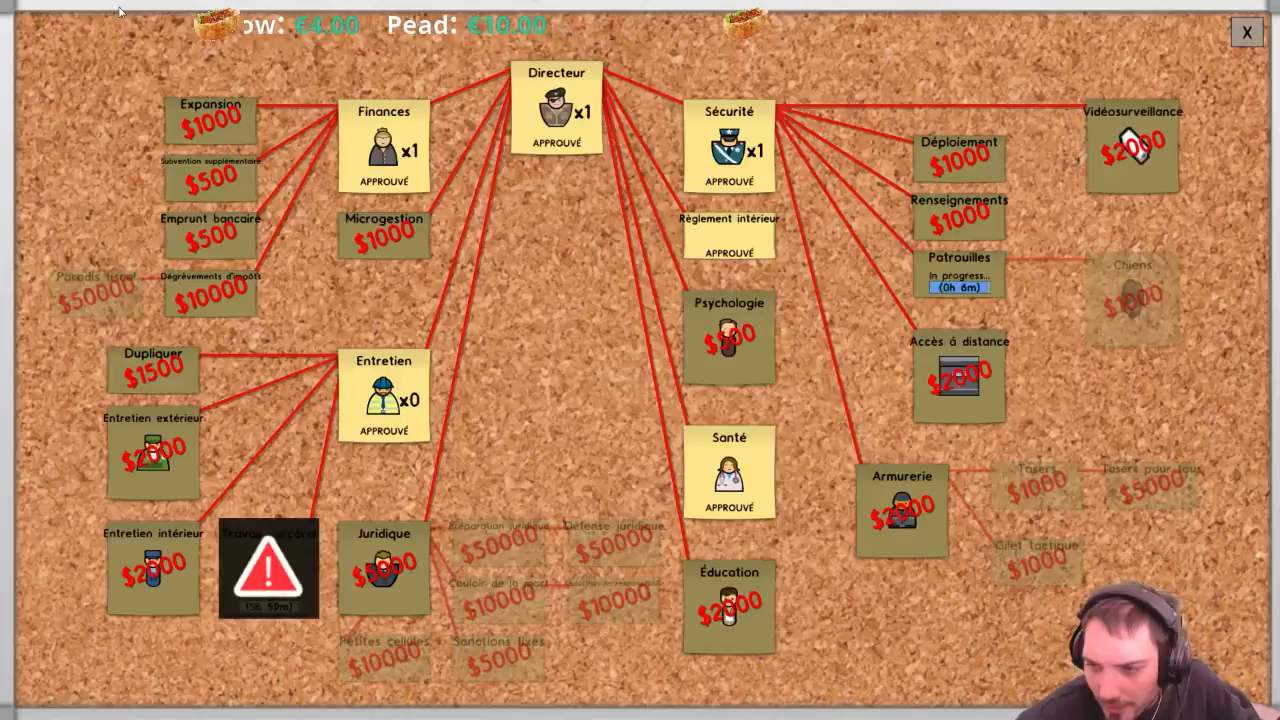 ow: €4.00 Pead: €10.00
X
Directeur
x1
APPROUVÉ
Expansion
$1000
Finances
x1
APPROUVÉ
Sécurité
x1
APPROUVÉ
Vidéosurveillance
$2000
Subvention supplémentaire
$500
Déploiement
$1000
Emprunt bancaire
$500
Microgestion
$1000
Règlement intérieur
APPROUVÉ
Renseignements
$1000
Paradis fiscal
$50000
Dégrèvements d'impôts
$10000
Patrouilles
In progress...
(0h 6m)
Chiens
$1000
Psychologie
$500
Dupliquer
$1500
Entretien
x0
APPROUVÉ
Accès à distance
$2000
Entretien extérieur
$2000
Santé
APPROUVÉ
Armurerie
$2000
Tasers
$1000
Tasers pour tous
$5000
Entretien intérieur
$2000
(5h 59m)
Juridique
$5000
Préparation juridique
$50000
Défense juridique
$50000
Gilet tactique
$1000
Couloir de la mort
$10000
$10000
Éducation
$2000
Petites cellules
$10000
Sanctions fixes
$5000